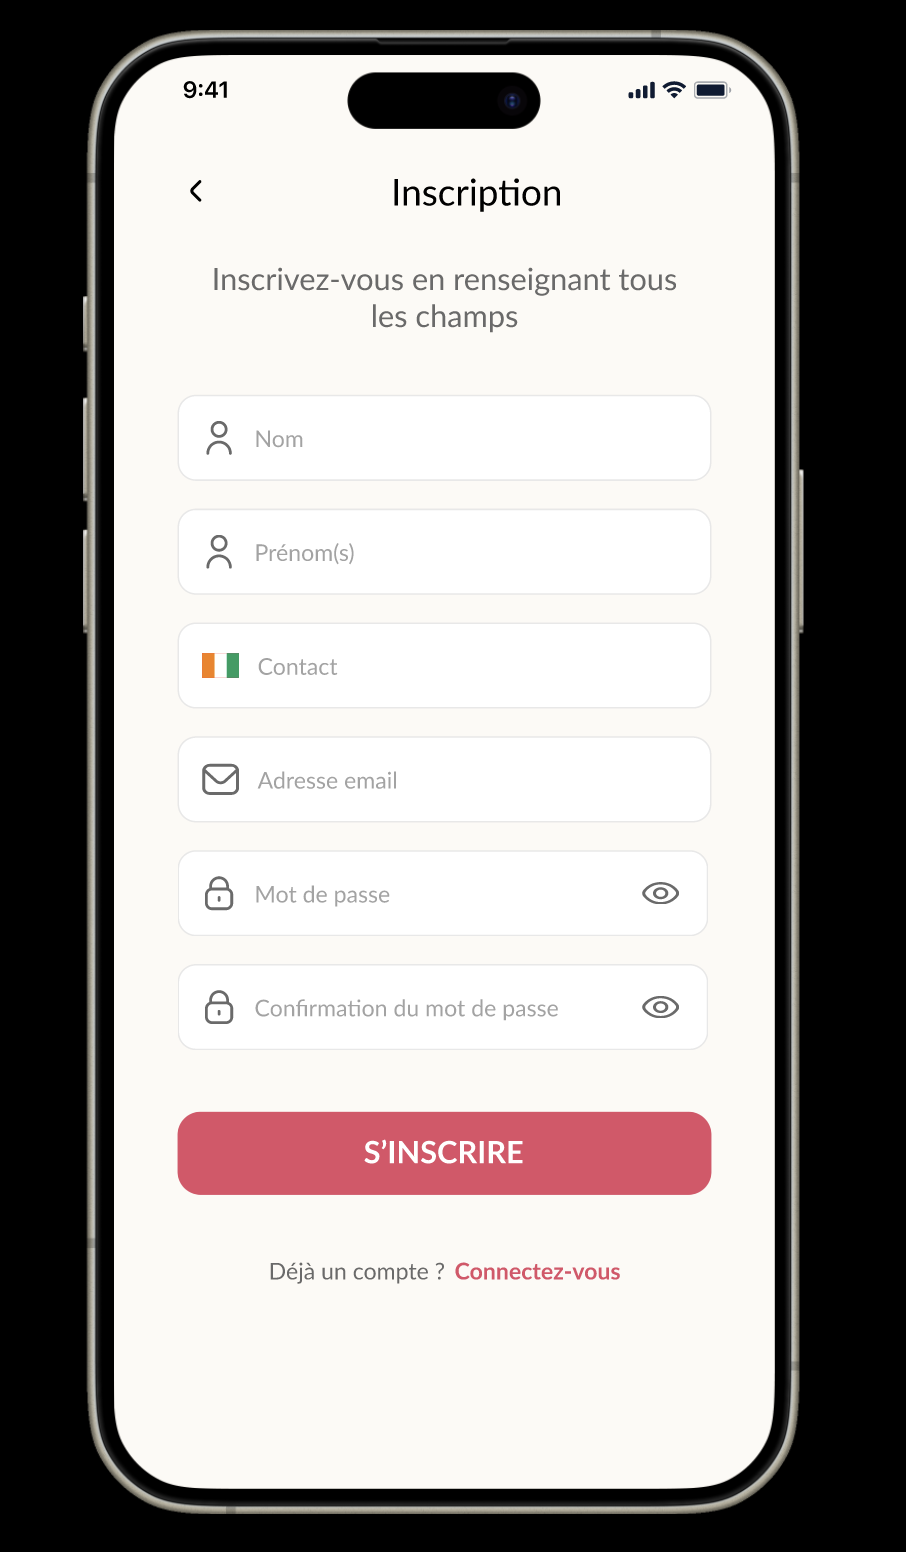 9:41
Inscription
Inscrivez-vous en renseignant tous
les champs
Nom
Prénom(s)
Contact
Adresse email
Mot de passe
Confirmation du mot de passe
S’INSCRIRE
Déjà un compte ? Connectez-vous